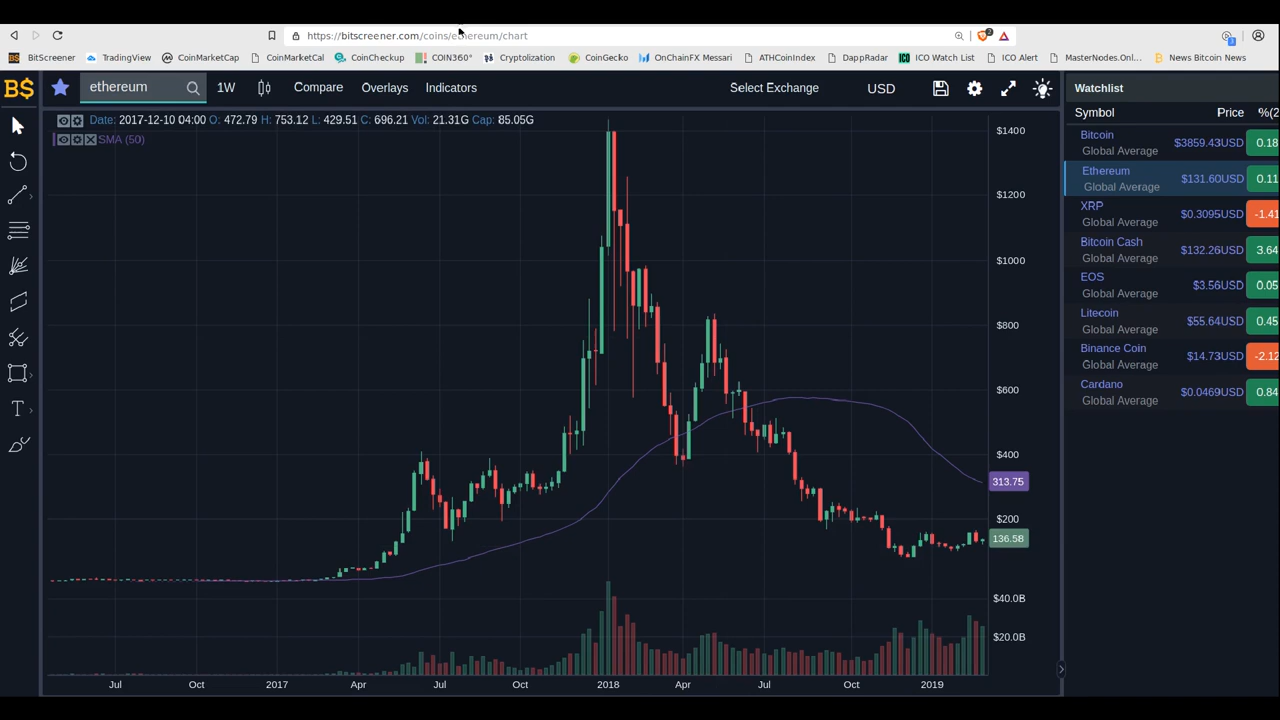 https://bitscreener.com/coins/ethereum/chart
BitScreener TradingView CoinMarketCap CoinMarketCal CoinCheckup COIN360° Cryptolization CoinGecko OnChainFX Messari ATHCoinIndex DappRadar ICO Watch List ICO Alert MasterNodes.Onl... News Bitcoin News
B$ ethereum 1W Compare Overlays Indicators Select Exchange USD Watchlist
Date: 2017-12-10 04:00 O: 472.79 H: 753.12 L: 429.51 C: 696.21 Vol: 21.31G Cap: 85.05G
SMA (50)
Symbol Price %(2
Bitcoin
Global Average $3859.43USD 0.18
Ethereum
Global Average $131.60USD 0.11
XRP
Global Average $0.3095USD -1.41
Bitcoin Cash
Global Average $132.26USD 3.64
EOS
Global Average $3.56USD 0.05
Litecoin
Global Average $55.64USD 0.45
Binance Coin
Global Average $14.73USD -2.12
Cardano
Global Average $0.0469USD 0.84
$1400
$1200
$1000
$800
$600
$400
313.75
$200
136.58
$40.0B
$20.0B
Jul Oct 2017 Apr Jul Oct 2018 Apr Jul Oct 2019